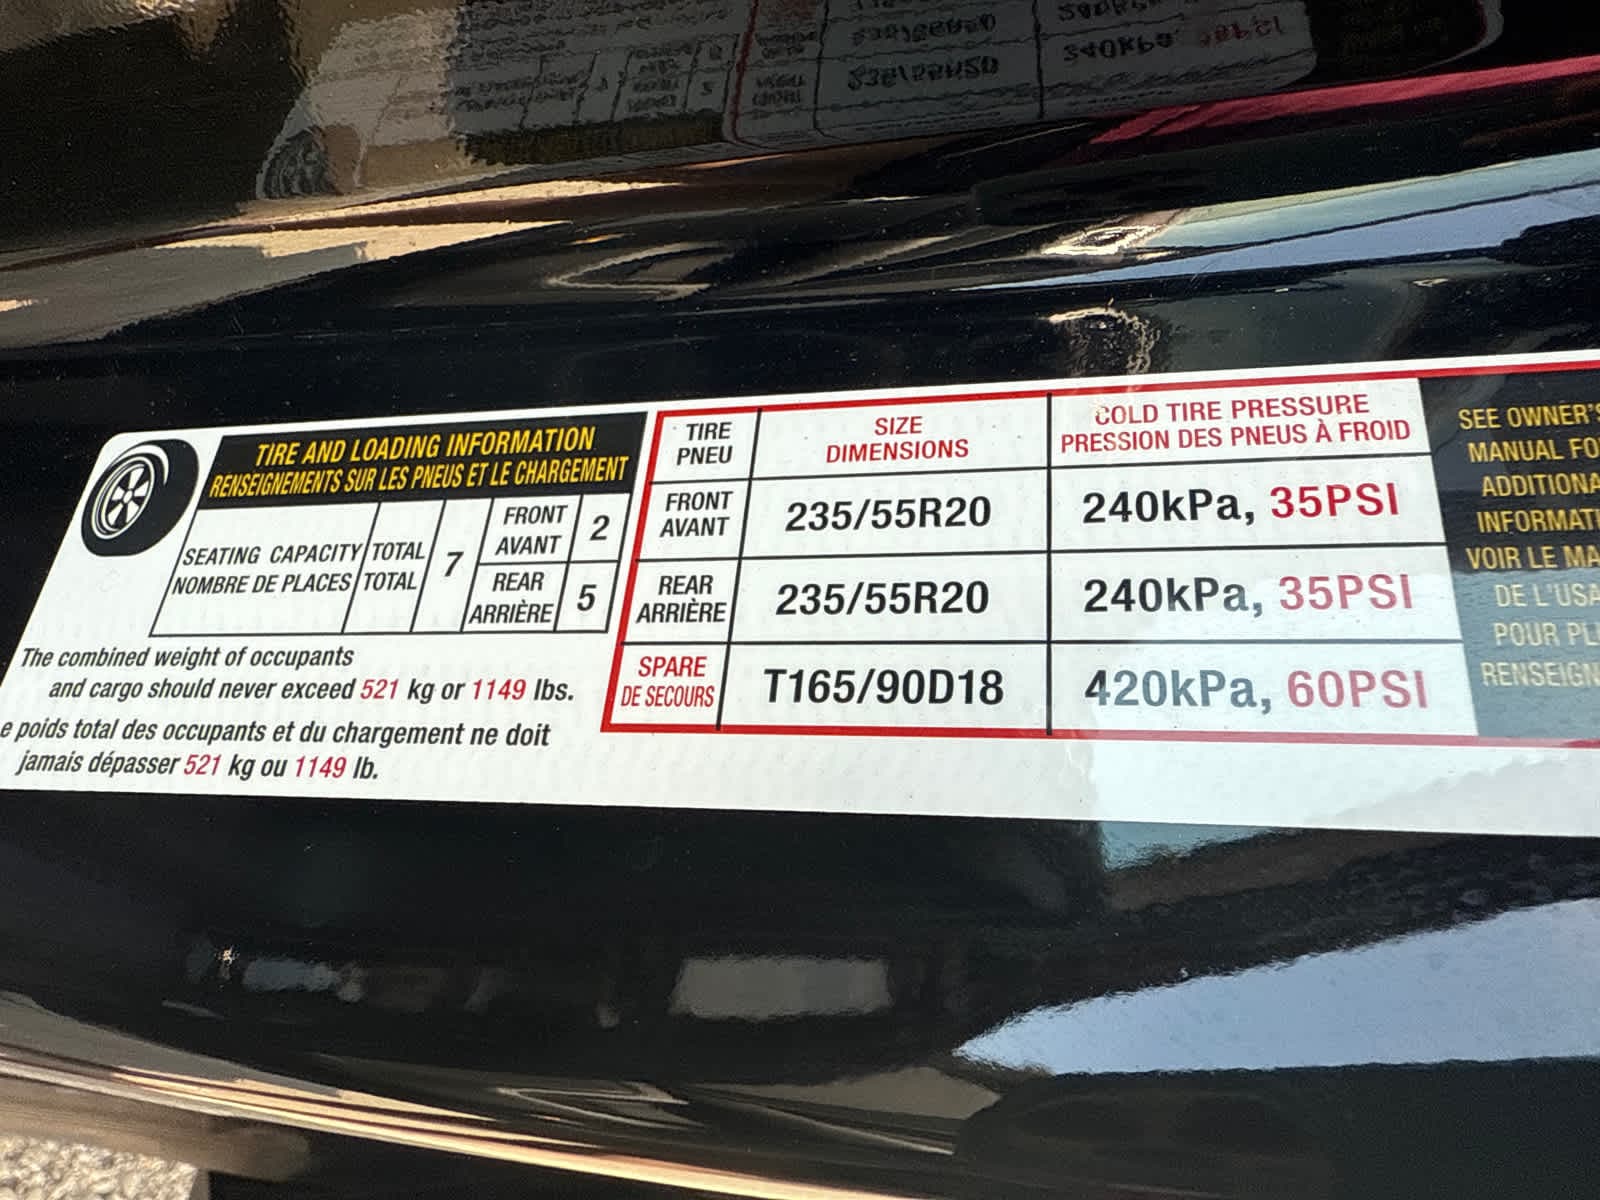 TIRE AND LOADING INFORMATION
RENSEIGNEMENTS SUR LES PNEUS ET LE CHARGEMENT
SEATING CAPACITY
NOMBRE DE PLACES
TOTAL
TOTAL
7
FRONT
AVANT
2
REAR
ARRIÈRE
5
The combined weight of occupants
and cargo should never exceed 521 kg or 1149 lbs.
e poids total des occupants et du chargement ne doit
jamais dépasser 521 kg ou 1149 lb.
TIRE
PNEU
SIZE
DIMENSIONS
COLD TIRE PRESSURE
PRESSION DES PNEUS À FROID
FRONT
AVANT
235/55R20
240kPa, 35PSI
REAR
ARRIÈRE
235/55R20
240kPa, 35PSI
SPARE
DE SECOURS
T165/90D18
420kPa, 60PSI
SEE OWNER'S
MANUAL FO
ADDITIONA
INFORMATI
VOIR LE MA
DE L'USA
POUR PL
RENSEIGN